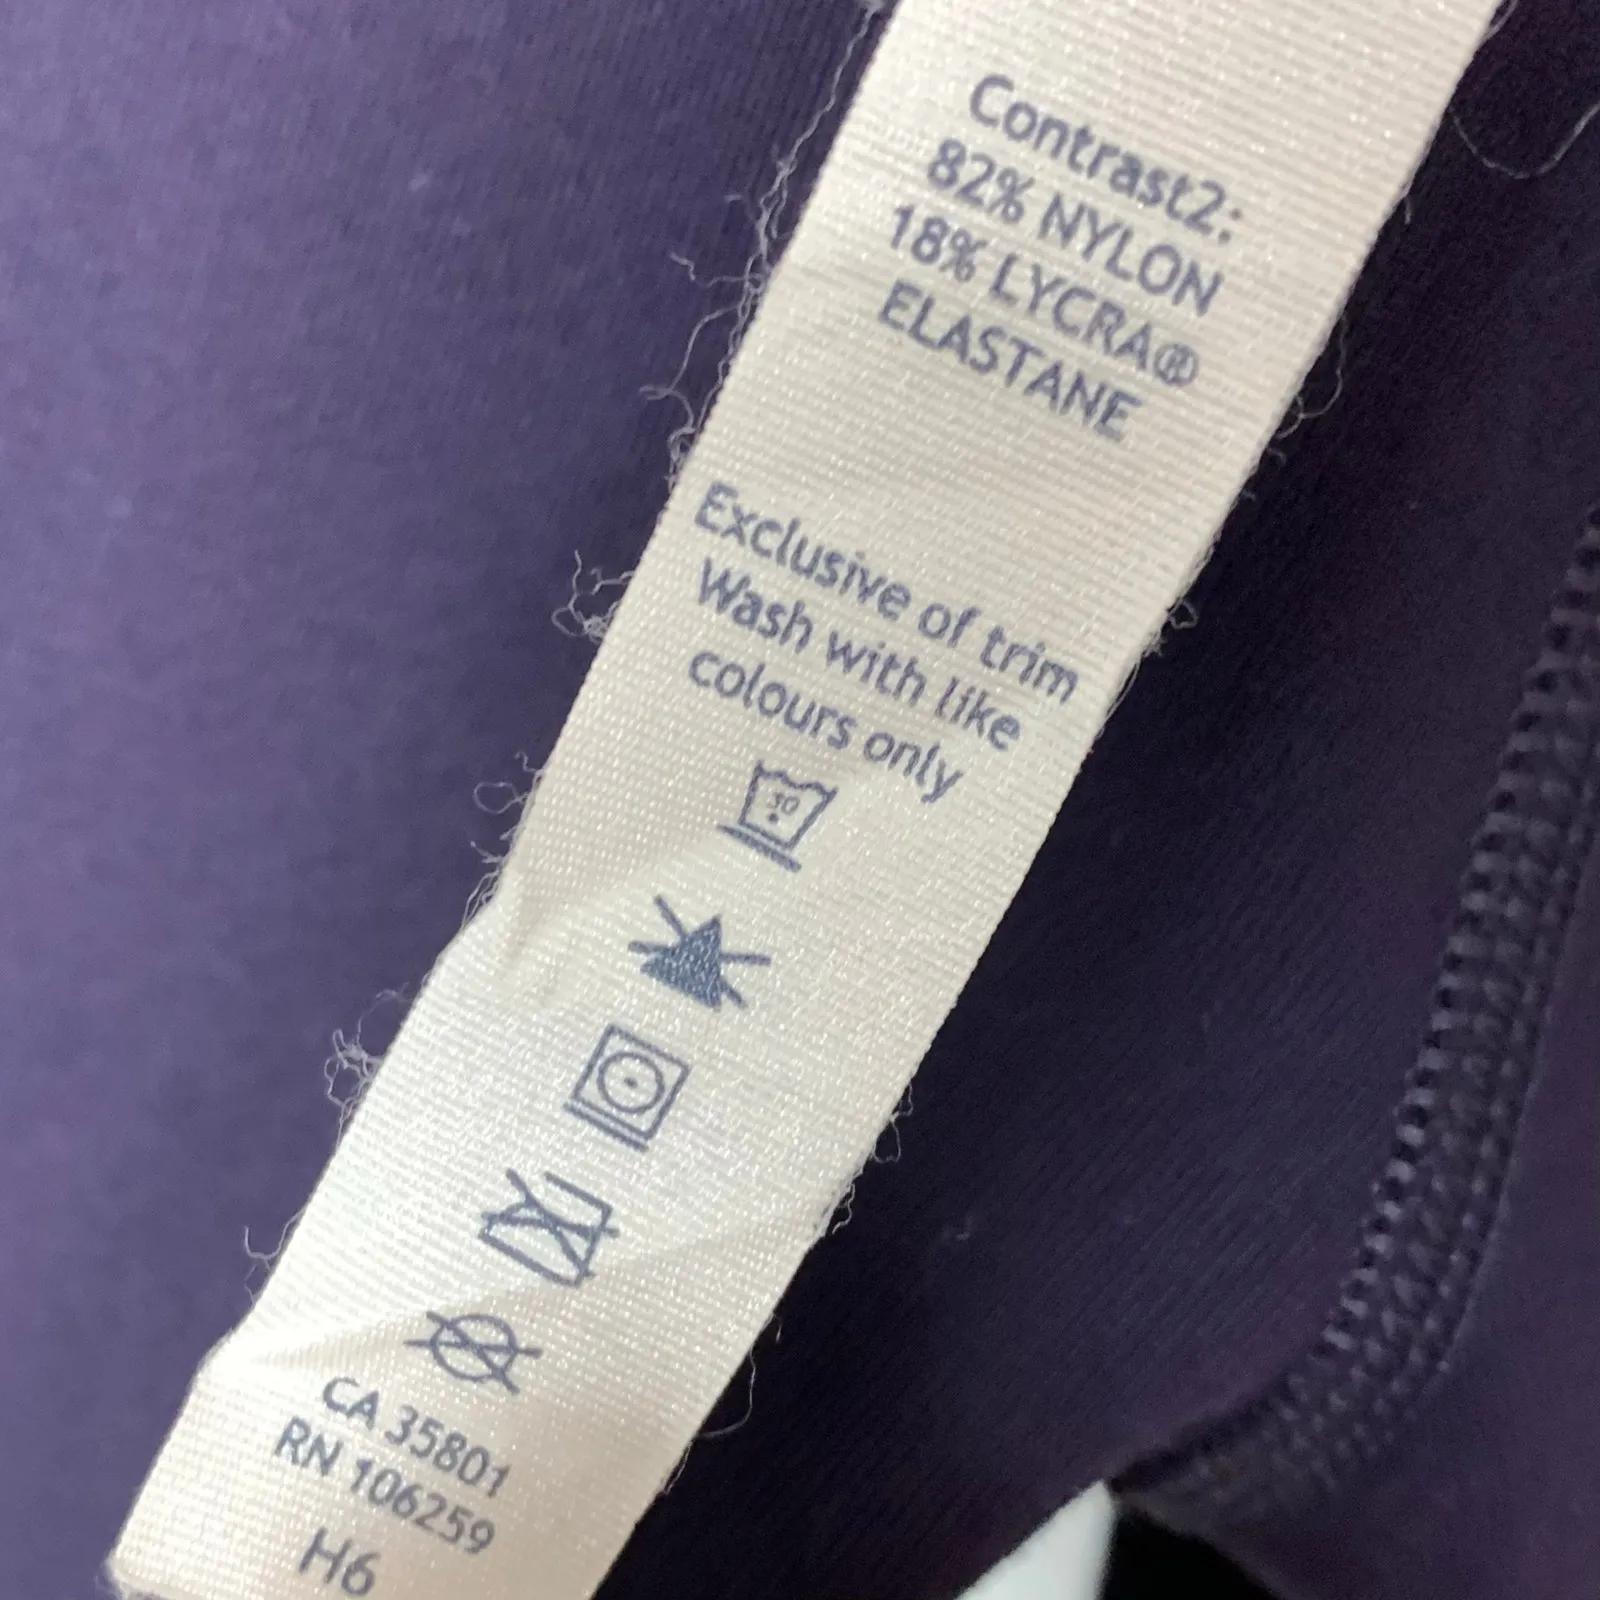 Contrast2:
82% NYLON
18% LYCRA®
ELASTANE
Exclusive of trim
Wash with like
colours only
30
CA 35801
RN 106259
H6